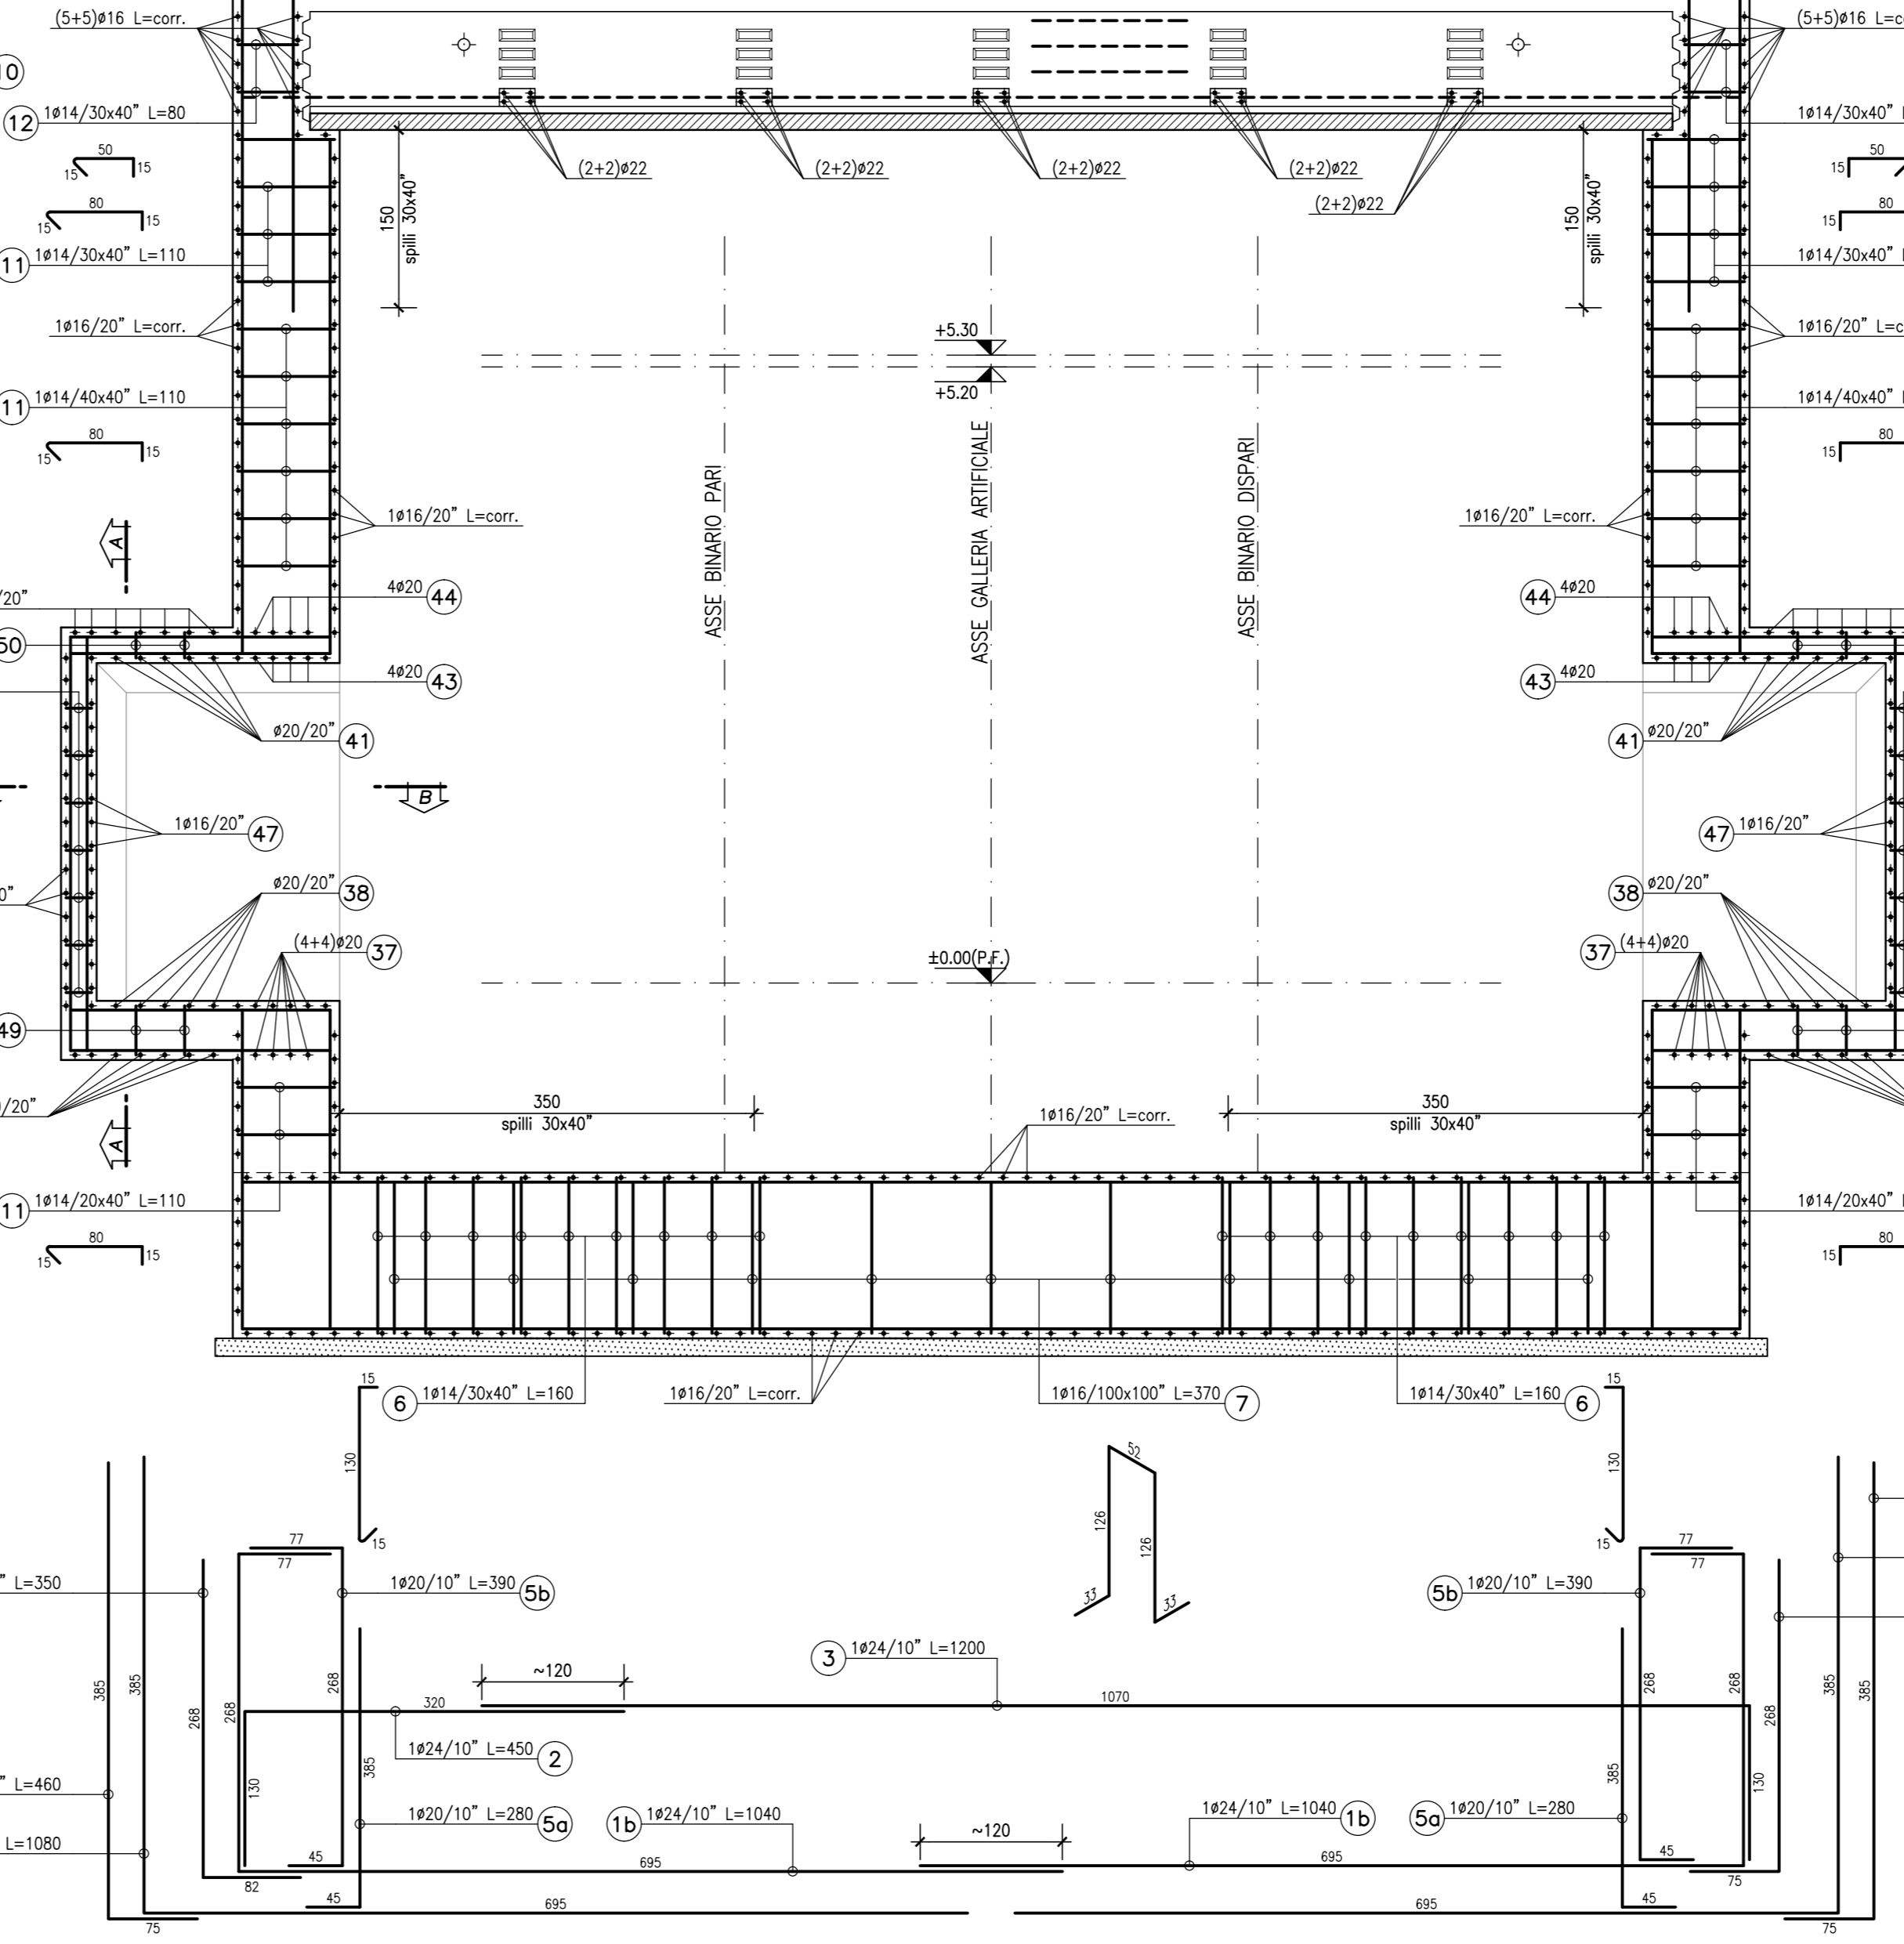 (5+5)ø16 L=corr.
(5+5)ø16 L=c
10
12 1ø14/30x40" L=80
1ø14/30x40" L
50
15
15
50
15
80
15
15
80
15
(2+2)ø22
(2+2)ø22
(2+2)ø22
(2+2)ø22
(2+2)ø22
150
spilli 30x40"
150
spilli 30x40"
11 1ø14/30x40" L=110
1ø14/30x40" L
1ø16/20" L=corr.
1ø16/20" L=c
+5.30
+5.20
11 1ø14/40x40" L=110
1ø14/40x40" L
80
15
15
80
15
ASSE BINARIO PARI
ASSE GALLERIA ARTIFICIALE
ASSE BINARIO DISPARI
1ø16/20" L=corr.
1ø16/20" L=corr.
A
/20"
4ø20 44
44 4ø20
50
4ø20 43
43 4ø20
ø20/20" 41
41 ø20/20"
B
1ø16/20" 47
47 1ø16/20"
0"
ø20/20" 38
38 ø20/20"
(4+4)ø20 37
37 (4+4)ø20
±0.00(P.F.)
49
/20"
A
350
spilli 30x40"
350
spilli 30x40"
1ø16/20" L=corr.
11 1ø14/20x40" L=110
1ø14/20x40" L
80
15
15
80
15
15
6 1ø14/30x40" L=160
1ø16/20" L=corr.
1ø16/100x100" L=370 7
1ø14/30x40" L=160 6
15
130
15
52
126
126
33
33
130
15
77
77
77
77
" L=350
1ø20/10" L=390 5b
5b 1ø20/10" L=390
3 1ø24/10" L=1200
~120
320
1070
385
385
268
268
268
268
268
268
385
385
1ø24/10" L=450 2
130
385
385
130
" L=460
1ø20/10" L=280 5a
1b 1ø24/10" L=1040
~120
1ø24/10" L=1040 1b
5a 1ø20/10" L=280
L=1080
45
695
695
45
82
75
45
695
695
45
75
75